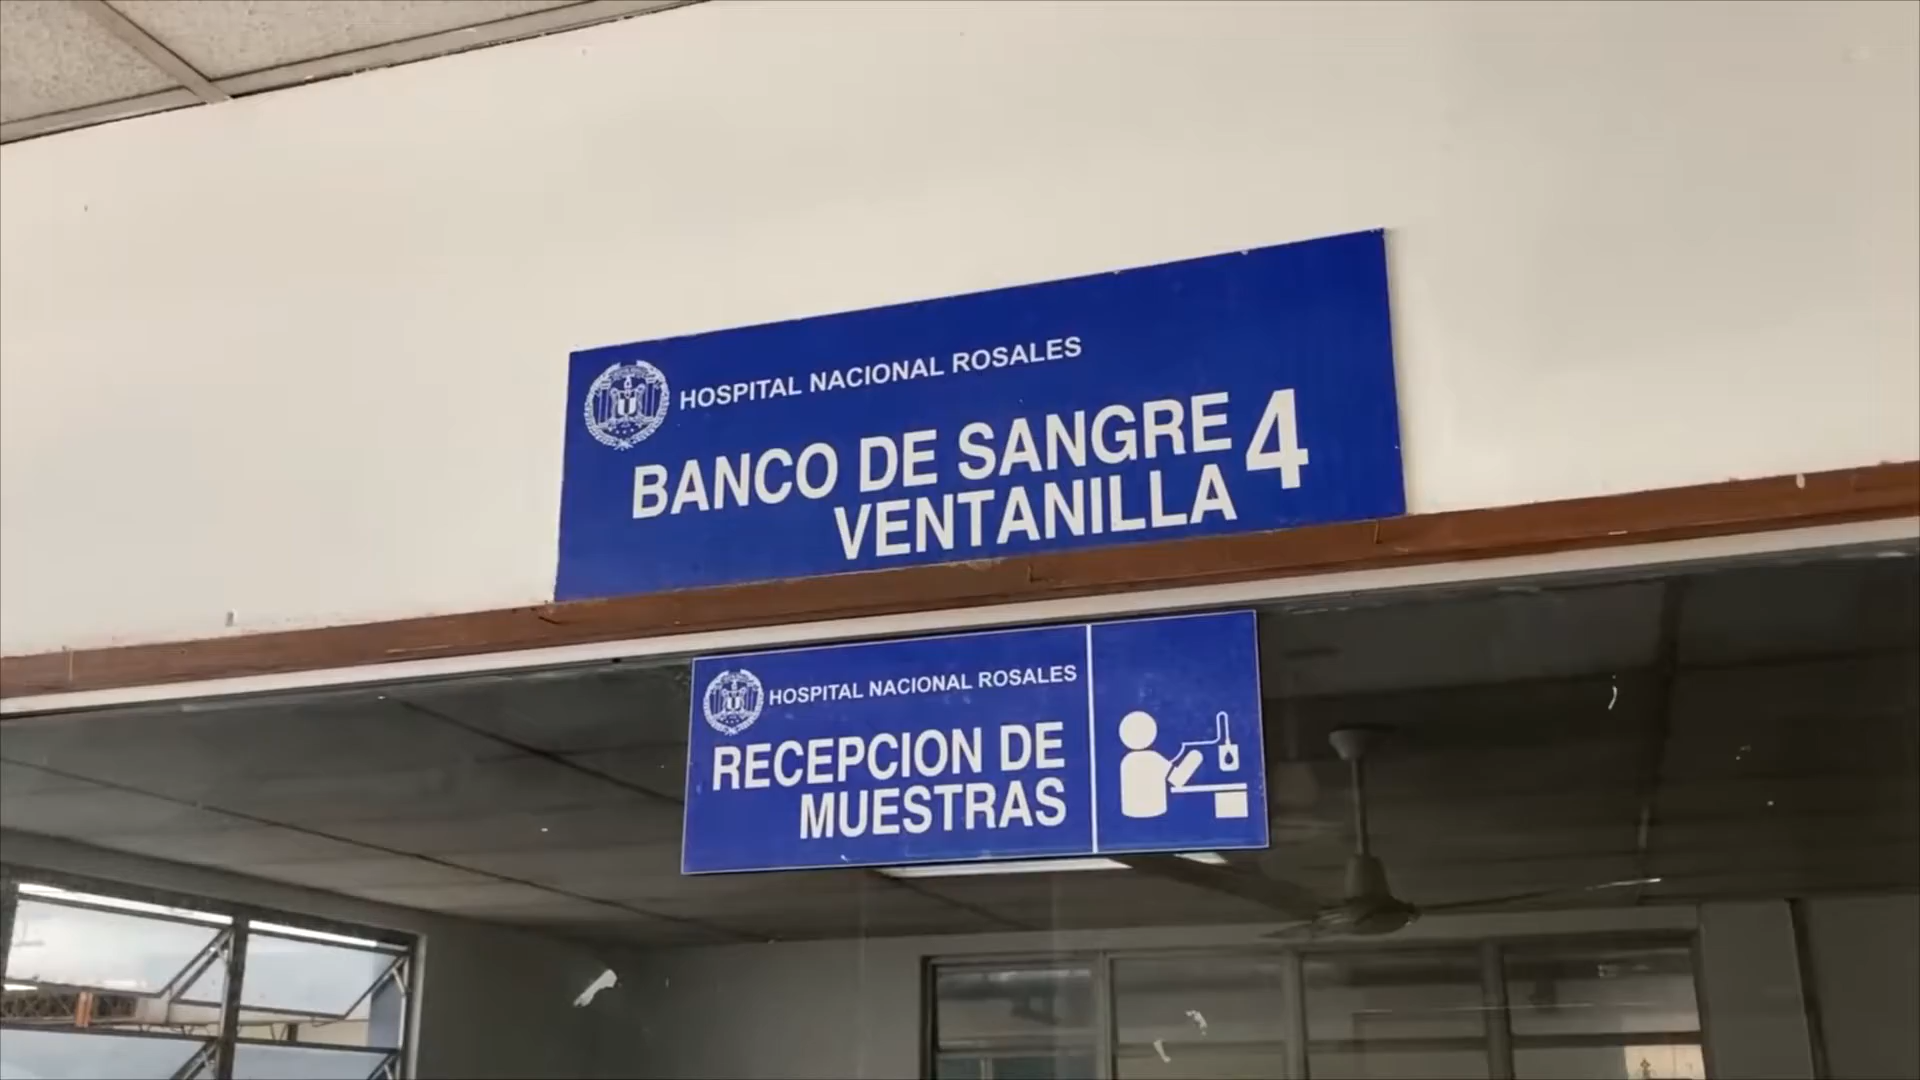 HOSPITAL NACIONAL ROSALES
BANCO DE SANGRE 4
VENTANILLA
HOSPITAL NACIONAL ROSALES
RECEPCION DE
MUESTRAS